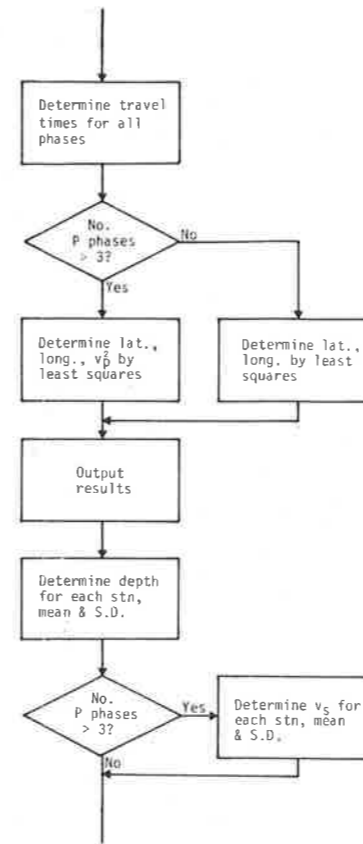 Determine travel
times for all
phases
No.
P phases
> 3?
No
Yes
Determine lat.,
long., v_p^2 by
least squares
Determine lat.,
long. by least
squares
Output
results
Determine depth
for each stn,
mean & S.D.
No.
P phases
> 3?
Yes
No
Determine v_s for
each stn, mean
& S.D.